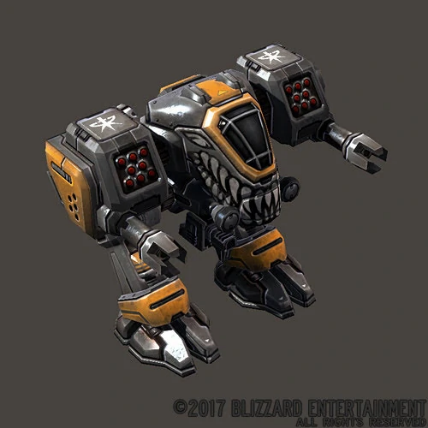 ©2017 BLIZZARD ENTERTAINMENT
ALL RIGHTS RESERVED